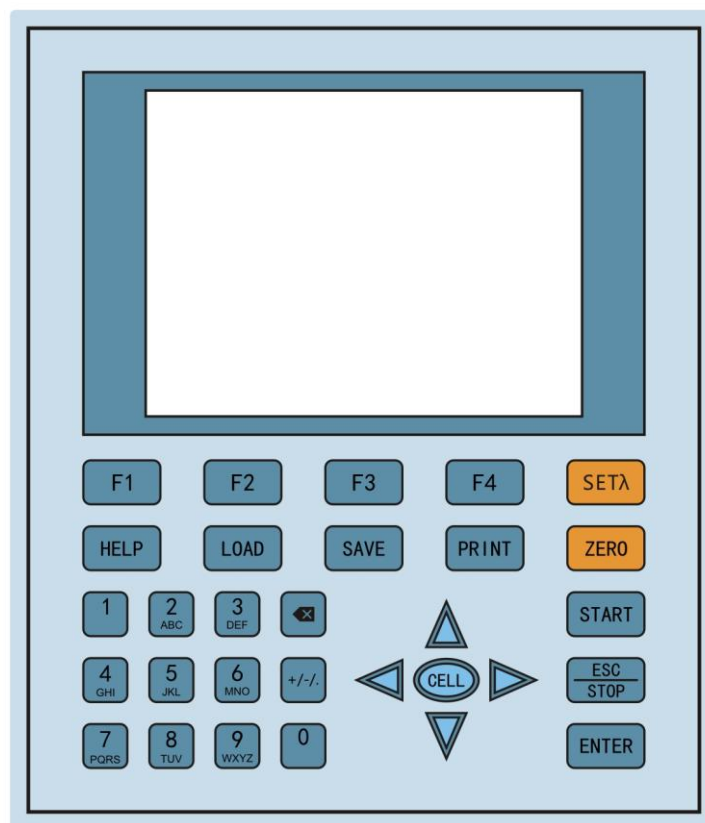 F1 F2 F3 F4 SETλ
HELP LOAD SAVE PRINT ZERO
1 2 3 START
ABC DEF
4 5 6 +/-/. CELL ESC
GHI JKL MNO STOP
7 8 9 0 ENTER
PQRS TUV WXYZ